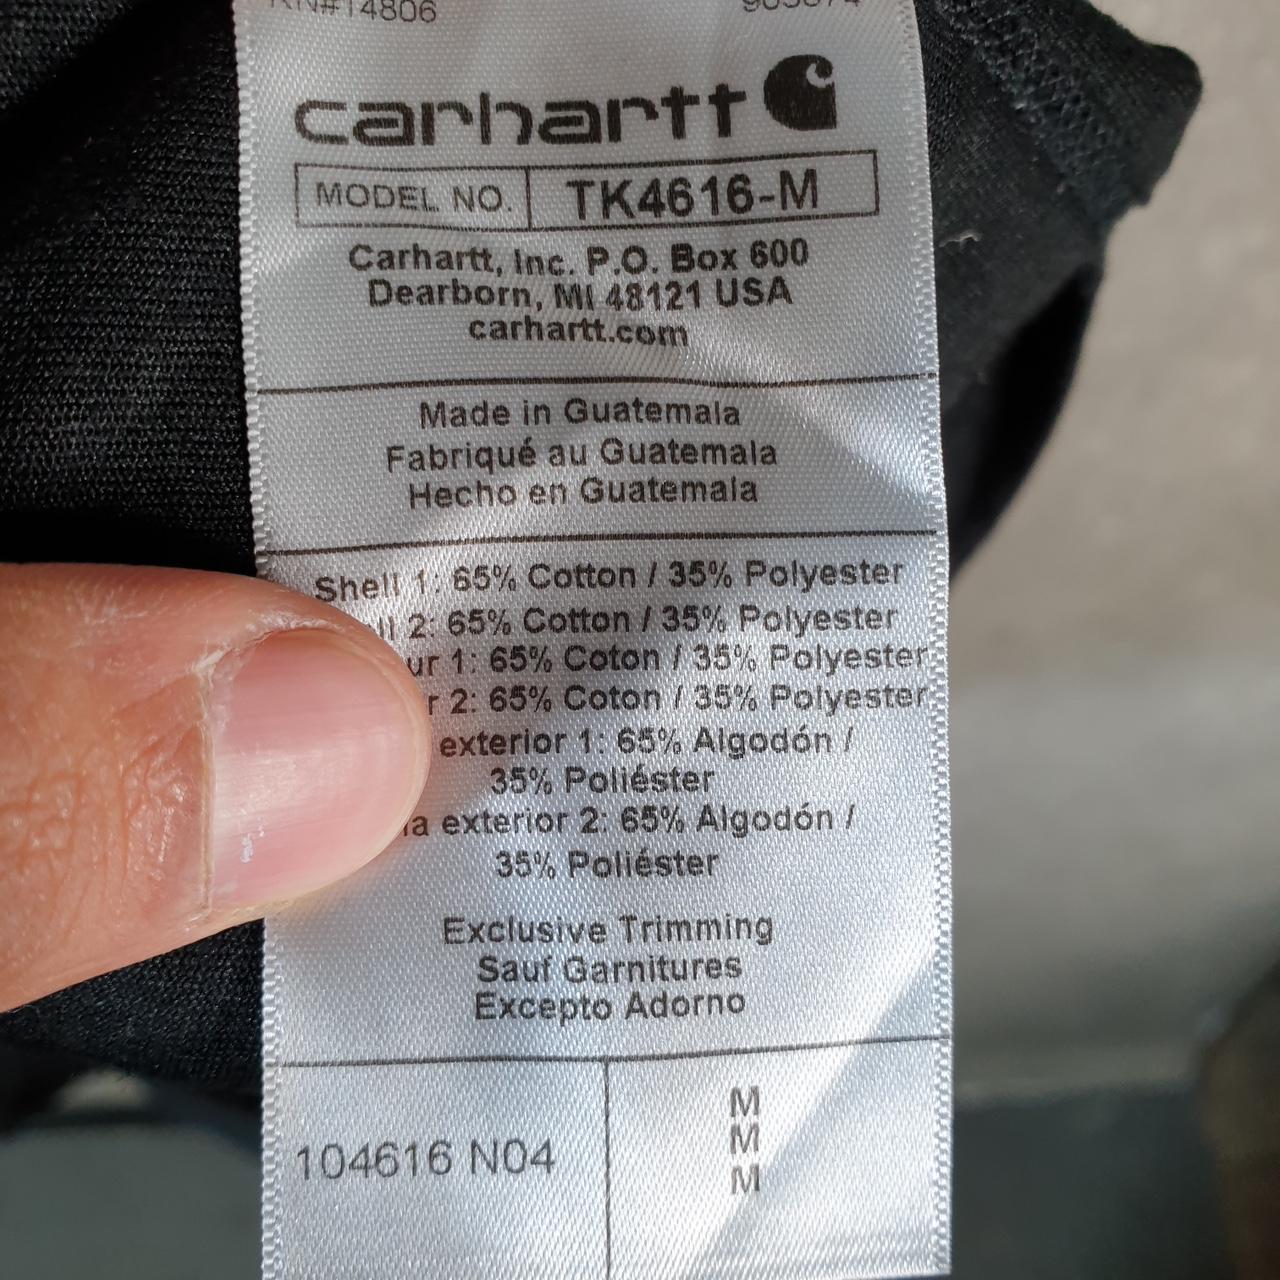 RN#14806
carhartt
MODEL NO. TK4616-M
Carhartt, Inc. P.O. Box 600
Dearborn, MI 48121 USA
carhartt.com
Made in Guatemala
Fabriqué au Guatemala
Hecho en Guatemala
Shell 1: 65% Cotton / 35% Polyester
2: 65% Cotton / 35% Polyester
1: 65% Coton / 35% Polyester
2: 65% Coton / 35% Polyester
exterior 1: 65% Algodón /
35% Poliéster
exterior 2: 65% Algodón /
35% Poliéster
Exclusive Trimming
Sauf Garnitures
Excepto Adorno
104616 N04
M
M
M